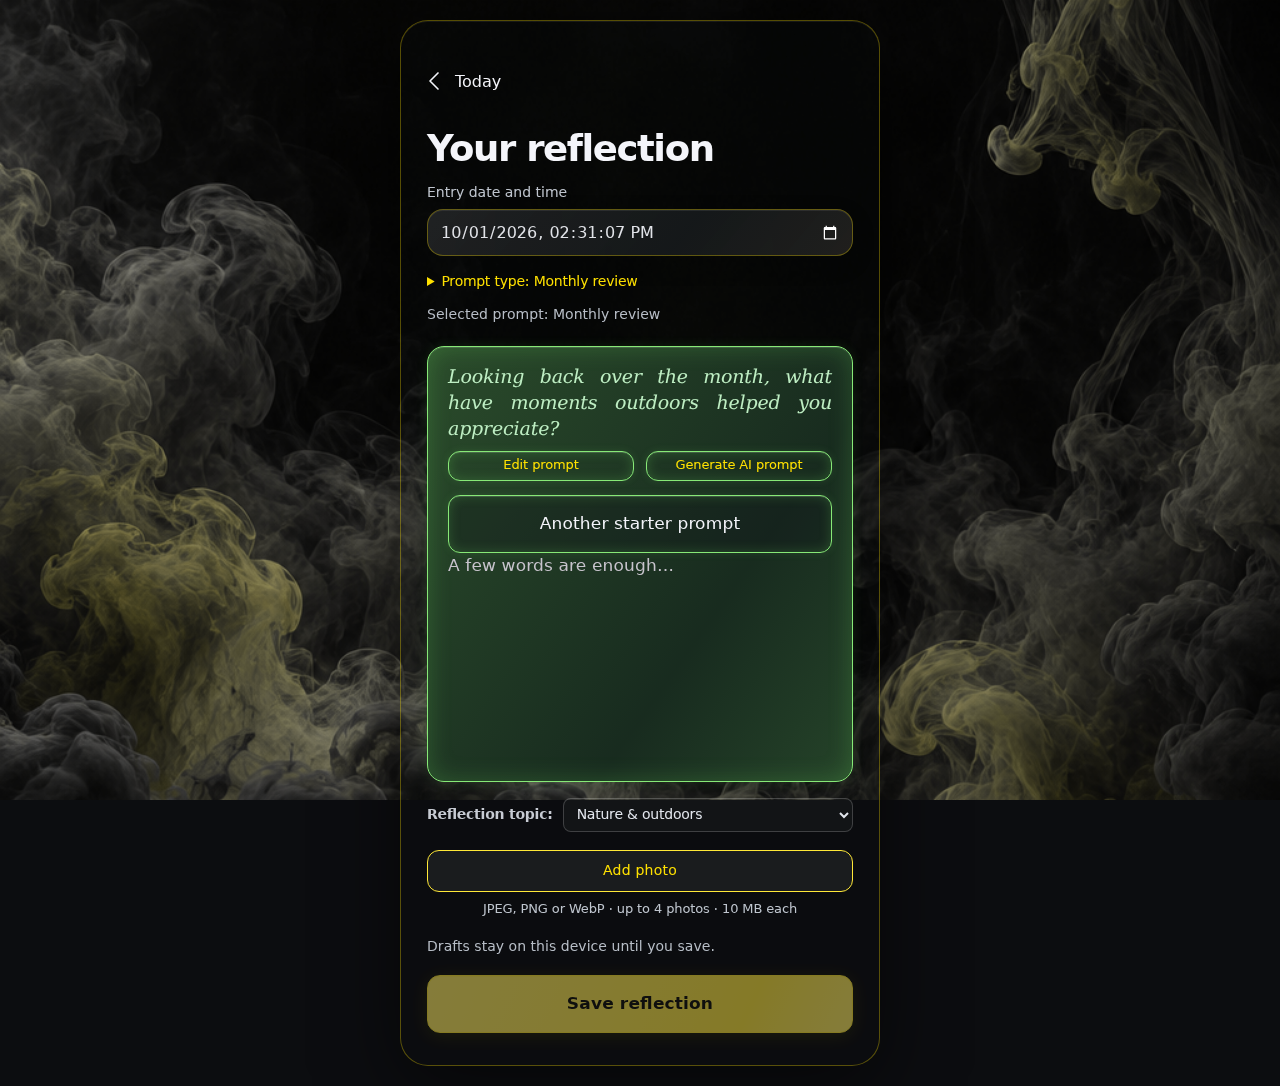 Today
Your reflection
Entry date and time
10/01/2026, 02:31:07 PM
Prompt type: Monthly review
Selected prompt: Monthly review
Looking back over the month, what
have moments outdoors helped you
appreciate?
Edit prompt
Generate AI prompt
Another starter prompt
A few words are enough...
Reflection topic:
Nature & outdoors
Add photo
JPEG, PNG or WebP · up to 4 photos · 10 MB each
Drafts stay on this device until you save.
Save reflection